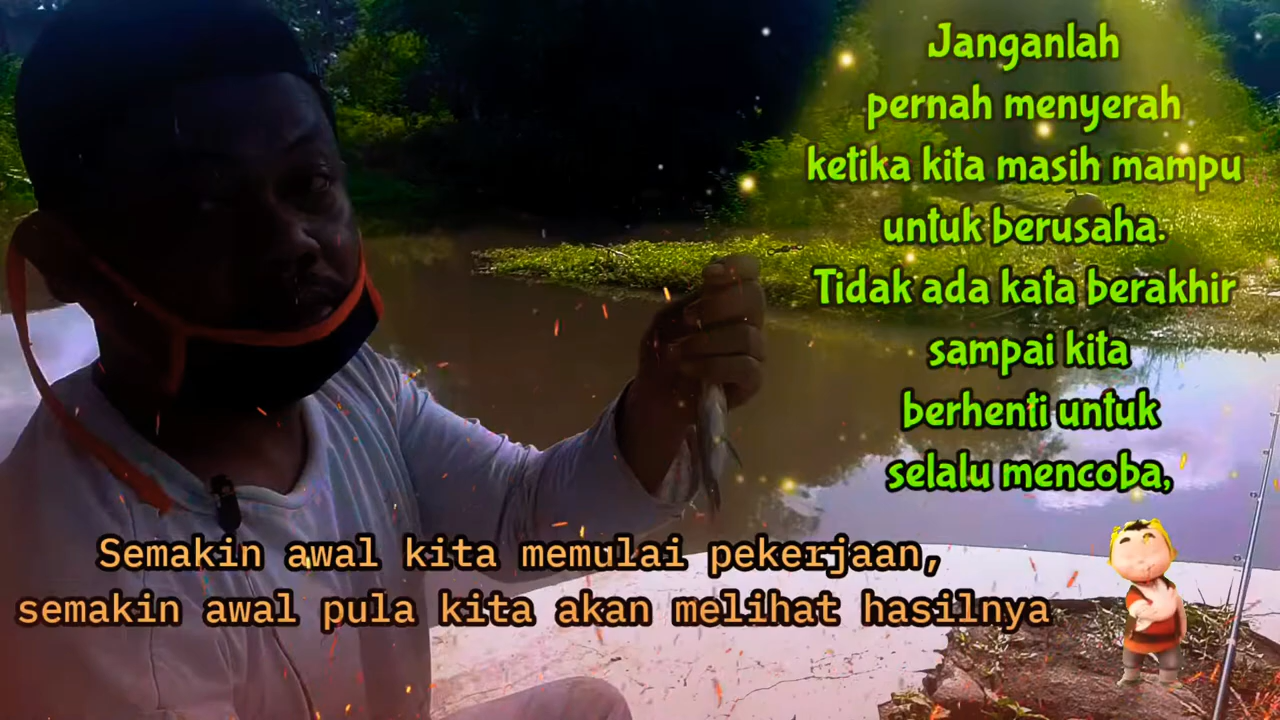 Janganlah
pernah menyerah
ketika kita masih mampu
untuk berusaha.
Tidak ada kata berakhir
sampai kita
berhenti untuk
selalu mencoba,
Semakin awal kita memulai pekerjaan,
semakin awal pula kita akan melihat hasilnya